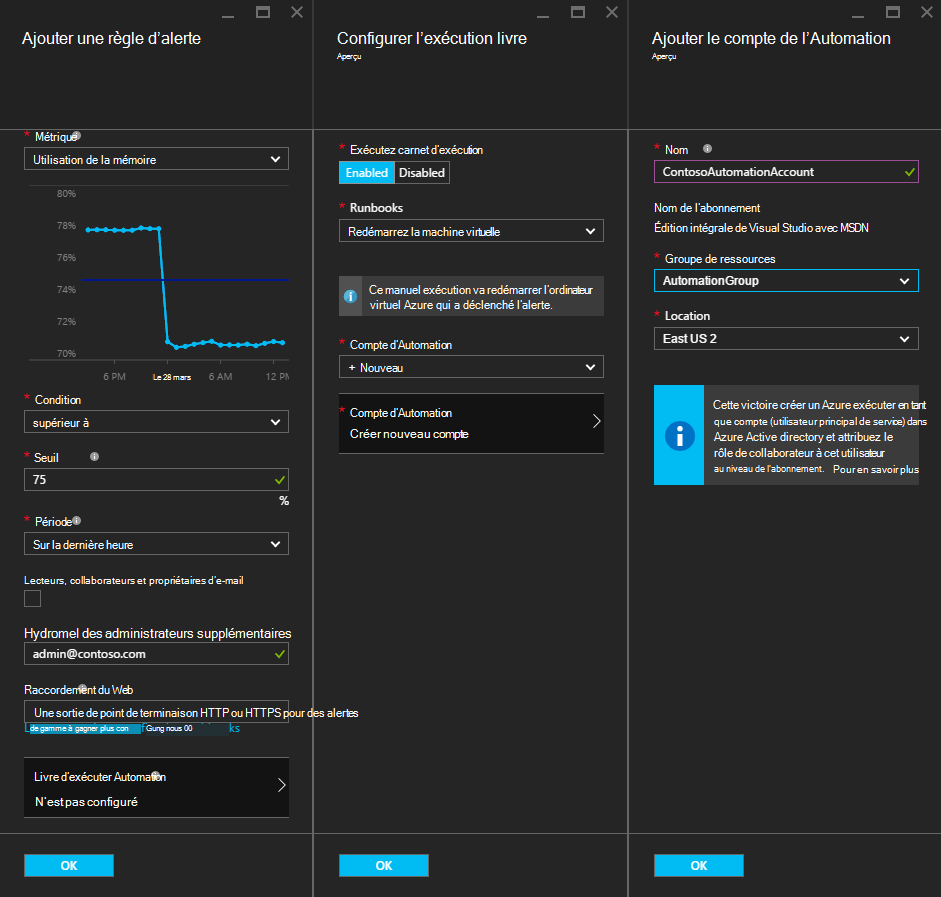 Ajouter une règle d’alerte
* Métrique
Utilisation de la mémoire
80%
78%
76%
74%
72%
70%
6 PM
Le 28 mars
6 AM
12 PM
* Condition
supérieur à
* Seuil
75
%
* Période
Sur la dernière heure
Lecteurs, collaborateurs et propriétaires d'e-mail
Hydromel des administrateurs supplémentaires
admin@contoso.com
Raccordement du Web
Une sortie de point de terminaison HTTP ou HTTPS pour des alertes
de gamme à gagner plus con
Gung nous 00
ks
Livre d'exécuter Automation
N'est pas configuré
OK
Configurer l’exécution livre
Aperçu
* Exécutez carnet d'exécution
Enabled Disabled
* Runbooks
Redémarrez la machine virtuelle
Ce manuel exécution va redémarrer l'ordinateur
virtuel Azure qui a déclenché l'alerte.
* Compte d'Automation
+ Nouveau
* Compte d'Automation
Créer nouveau compte
OK
Ajouter le compte de l’Automation
Aperçu
* Nom
ContosoAutomationAccount
Nom de l'abonnement
Édition intégrale de Visual Studio avec MSDN
* Groupe de ressources
AutomationGroup
* Location
East US 2
Cette victoire créer un Azure exécuter en tant
que compte (utilisateur principal de service) dans
Azure Active directory et attribuez le
rôle de collaborateur à cet utilisateur
au niveau de l'abonnement. Pour en savoir plus
OK